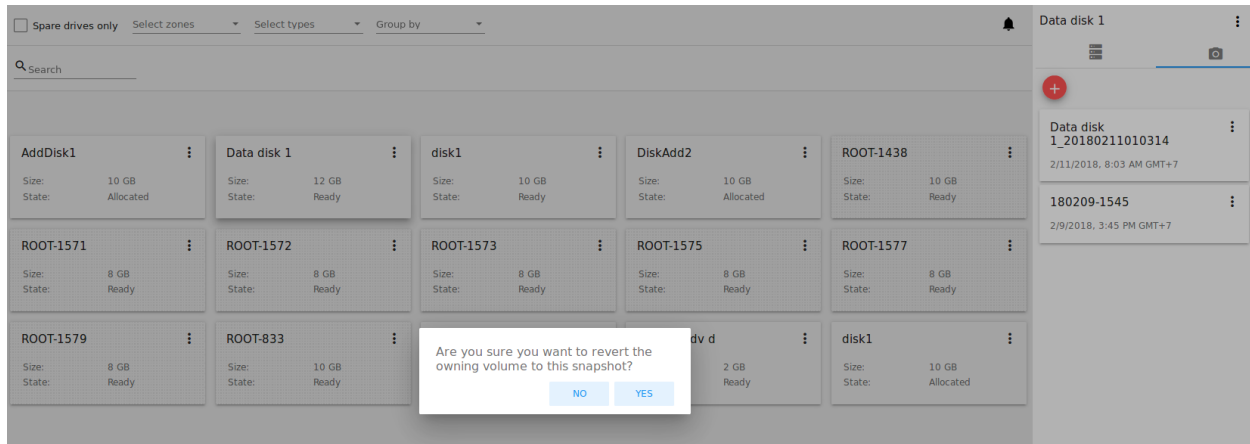 Spare drives only
Select zones
Select types
Group by
Search
AddDisk1
Size: 10 GB
State: Allocated
Data disk 1
Size: 12 GB
State: Ready
disk1
Size: 10 GB
State: Ready
DiskAdd2
Size: 10 GB
State: Allocated
ROOT-1438
Size: 10 GB
State: Ready
ROOT-1571
Size: 8 GB
State: Ready
ROOT-1572
Size: 8 GB
State: Ready
ROOT-1573
Size: 8 GB
State: Ready
ROOT-1575
Size: 8 GB
State: Ready
ROOT-1577
Size: 8 GB
State: Ready
ROOT-1579
Size: 8 GB
State: Ready
ROOT-833
Size: 10 GB
State: Ready
dv d
2 GB
Ready
disk1
Size: 10 GB
State: Allocated
Are you sure you want to revert the
owning volume to this snapshot?
NO
YES
Data disk 1
Data disk
1_20180211010314
2/11/2018, 8:03 AM GMT+7
180209-1545
2/9/2018, 3:45 PM GMT+7